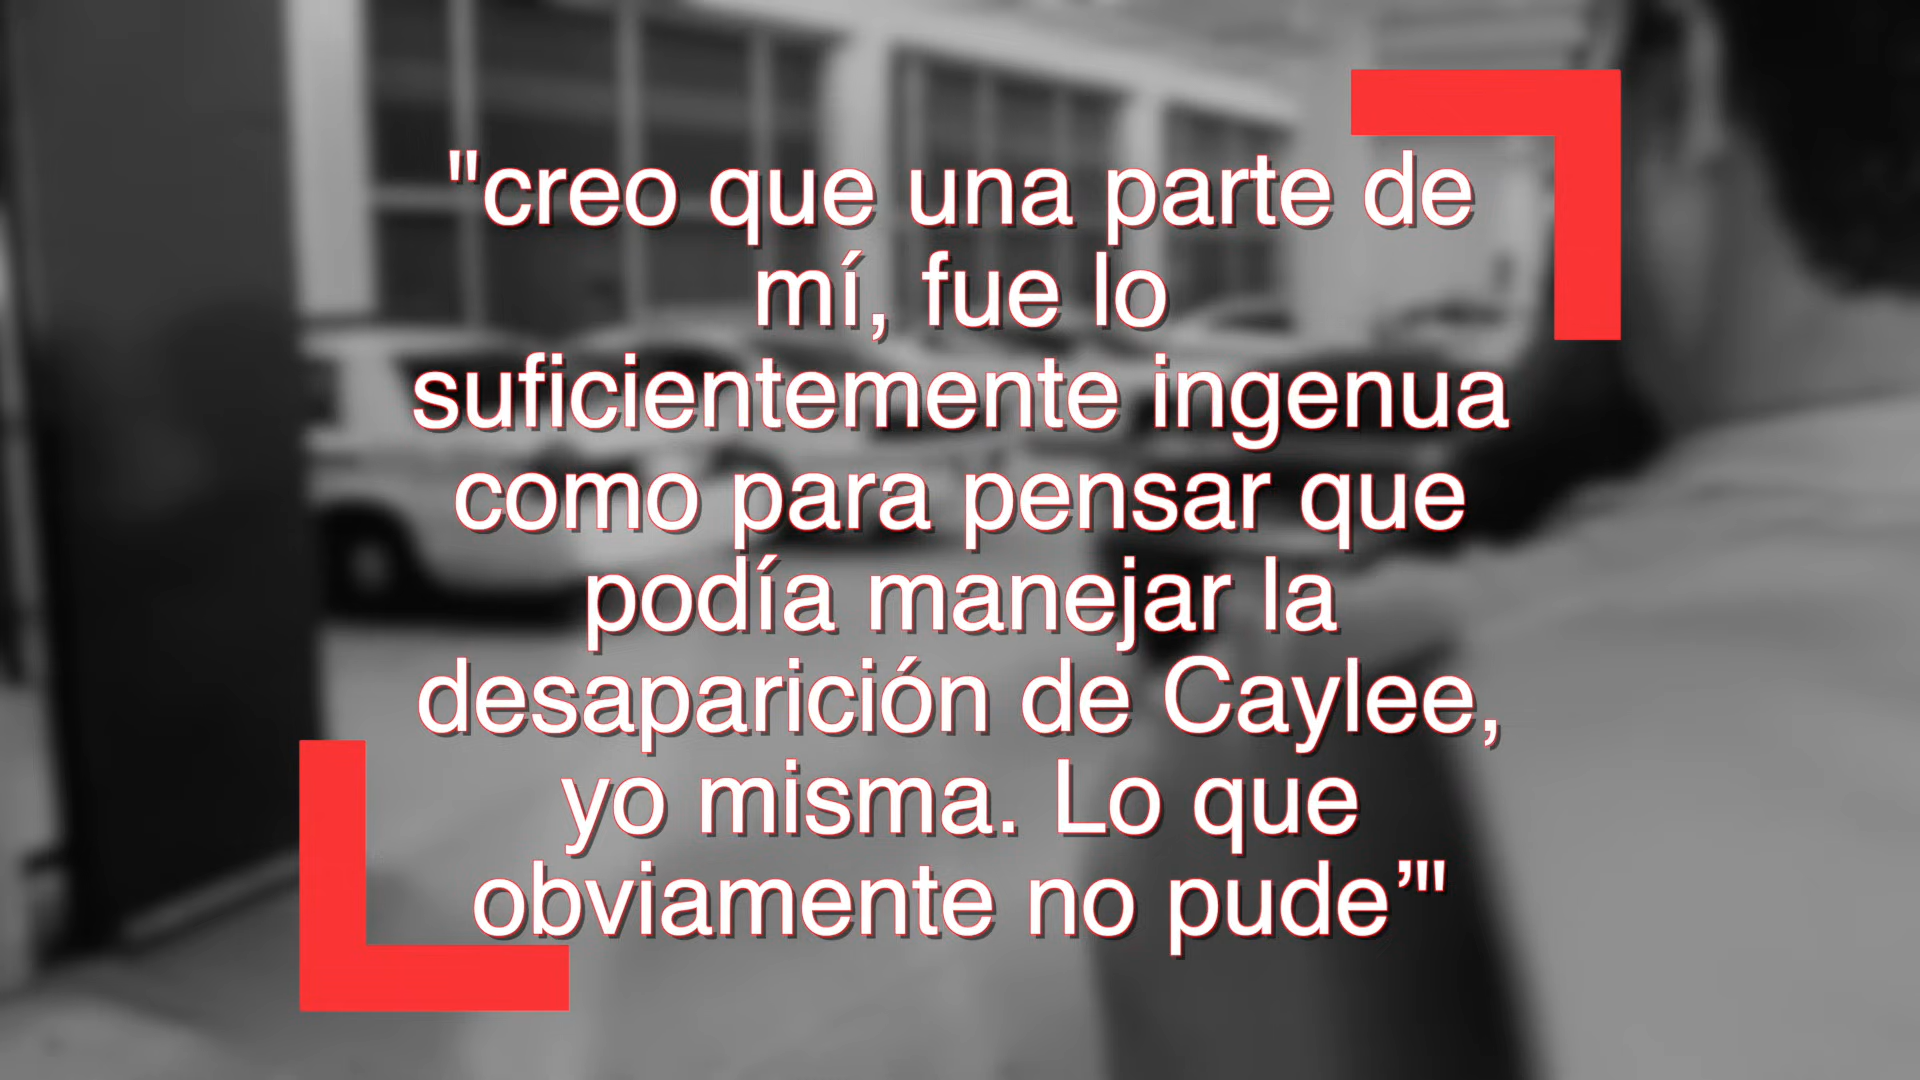 "creo que una parte de
mí, fue lo
suficientemente ingenua
como para pensar que
podía manejar la
desaparición de Caylee,
yo misma. Lo que
obviamente no pude’"